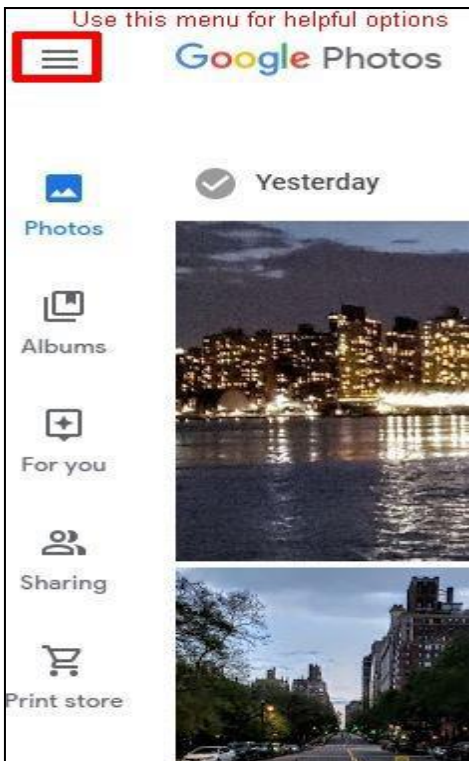 Use this menu for helpful options
Google Photos
Yesterday
Photos
Albums
For you
Sharing
Print store